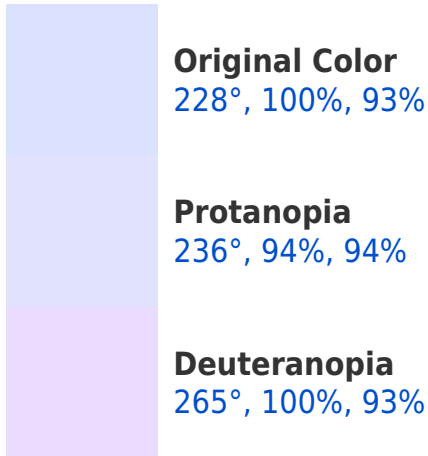 Original Color
228°, 100%, 93%
Protanopia
236°, 94%, 94%
Deuteranopia
265°, 100%, 93%